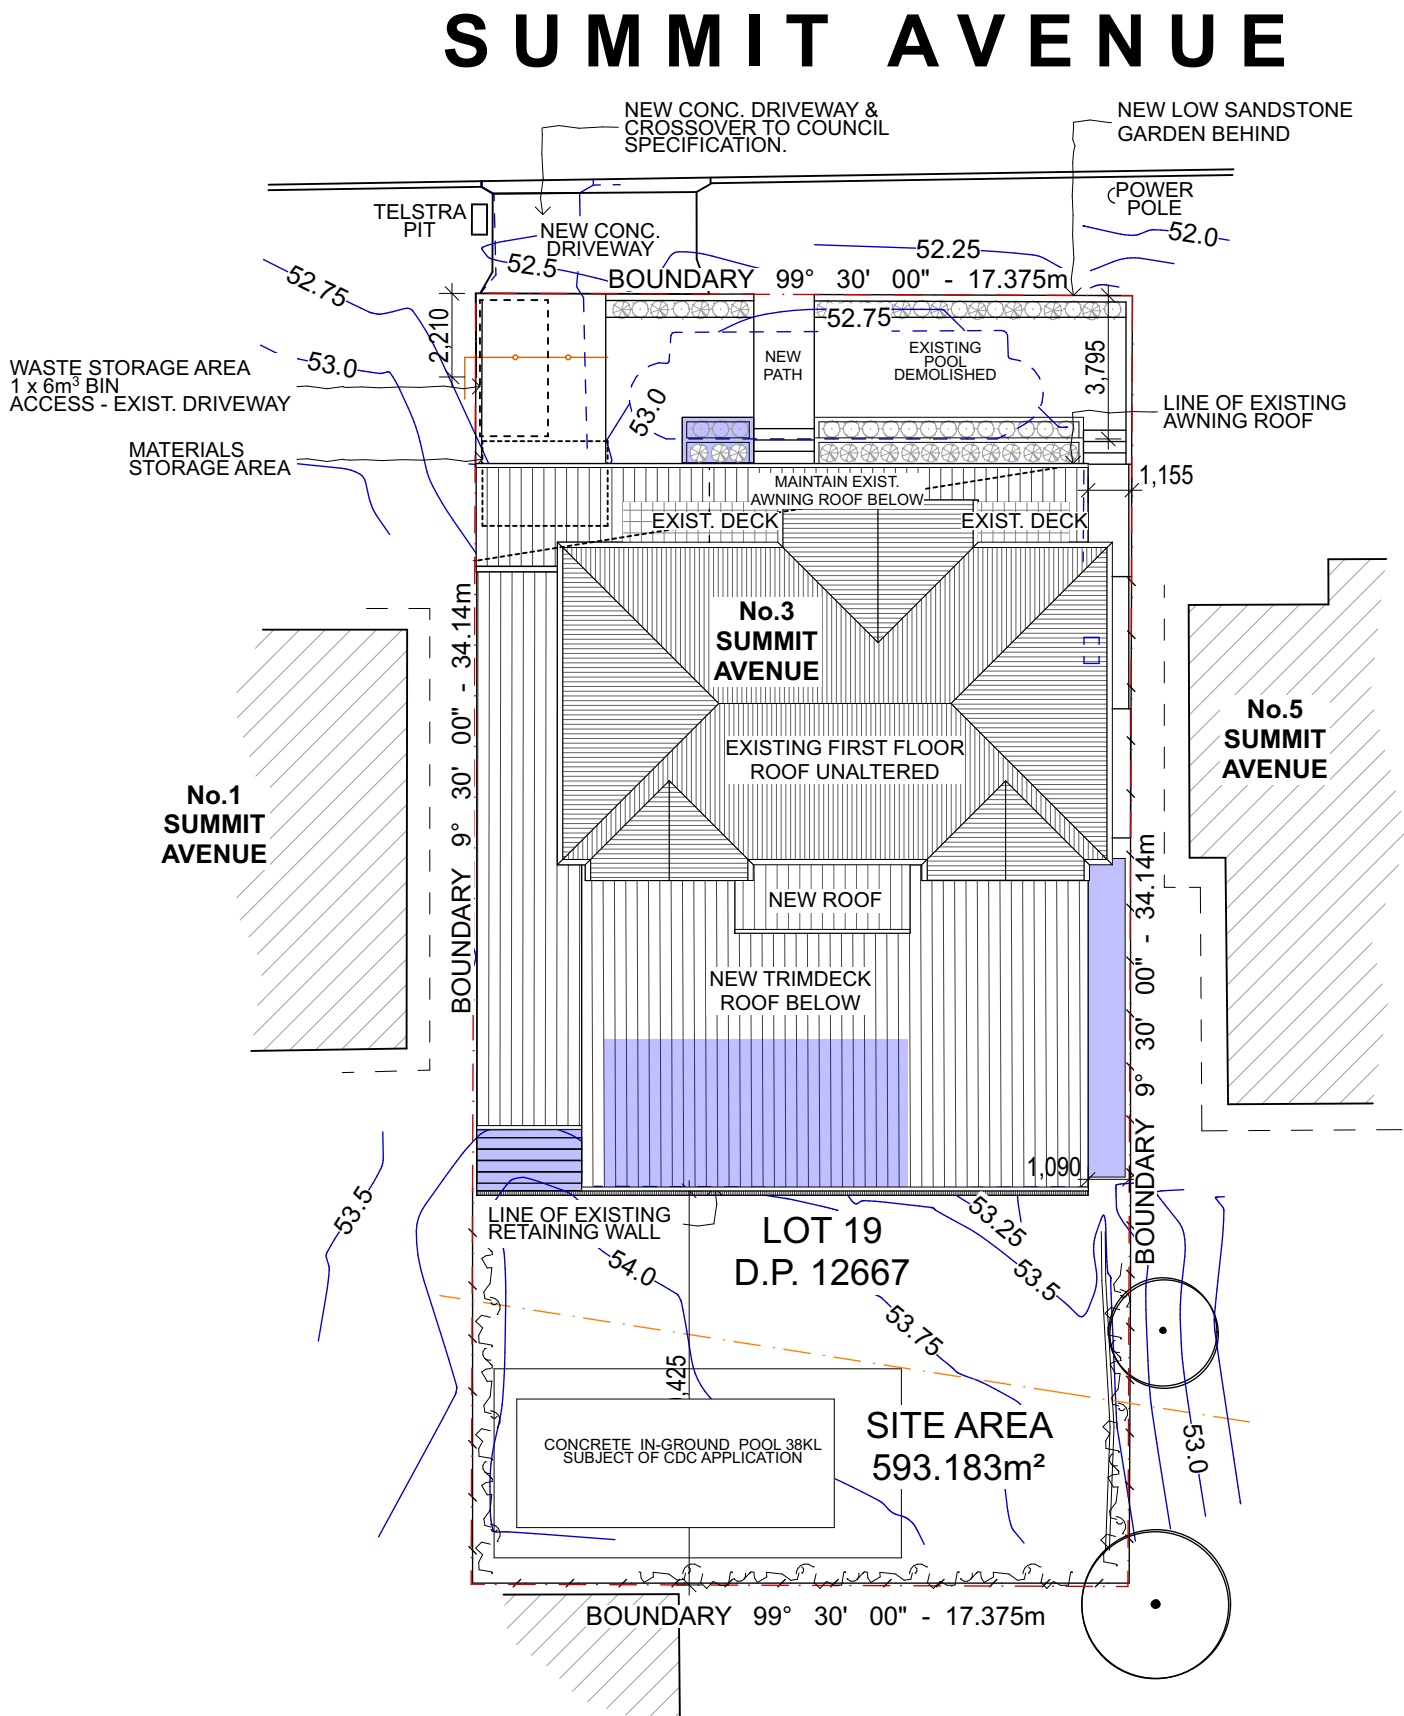 SUMMIT AVENUE
NEW CONC. DRIVEWAY &
CROSSOVER TO COUNCIL
SPECIFICATION.
NEW LOW SANDSTONE
GARDEN BEHIND
TELSTRA
PIT
POWER
POLE
NEW CONC.
DRIVEWAY
52.0
52.25
52.5
BOUNDARY 99° 30' 00" - 17.375m
52.75
52.75
2,210
53.0
NEW
PATH
EXISTING
POOL
DEMOLISHED
3,795
WASTE STORAGE AREA
1 x 6m³ BIN
ACCESS - EXIST. DRIVEWAY
53.0
LINE OF EXISTING
AWNING ROOF
MATERIALS
STORAGE AREA
MAINTAIN EXIST.
AWNING ROOF BELOW
1,155
EXIST. DECK
EXIST. DECK
No.3
SUMMIT
AVENUE
BOUNDARY 9° 30' 00" - 34.14m
No.5
SUMMIT
AVENUE
EXISTING FIRST FLOOR
ROOF UNALTERED
No.1
SUMMIT
AVENUE
NEW ROOF
BOUNDARY 9° 30' 00" - 34.14m
NEW TRIMDECK
ROOF BELOW
1,090
53.5
LINE OF EXISTING
RETAINING WALL
LOT 19
D.P. 12667
53.25
54.0
53.5
53.75
,425
SITE AREA
593.183m²
CONCRETE IN-GROUND POOL 38KL
SUBJECT OF CDC APPLICATION
53.0
BOUNDARY 99° 30' 00" - 17.375m